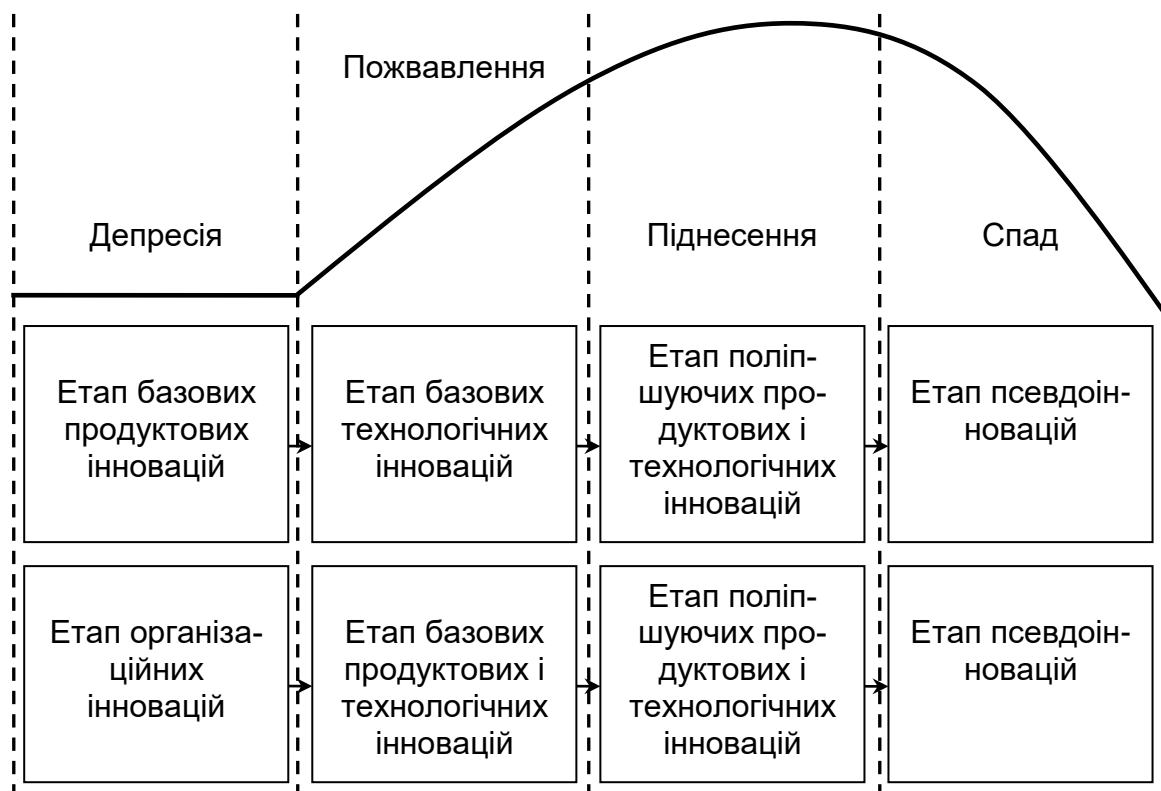 Пожвавлення
Депресія
Піднесення
Спад
Етап базових
продуктових
інновацій
Етап базових
технологічних
інновацій
Етап поліп-
шуючих про-
дуктових і
технологічних
інновацій
Етап псевдоін-
новацій
Етап організа-
ційних
інновацій
Етап базових
продуктових і
технологічних
інновацій
Етап поліп-
шуючих про-
дуктових і
технологічних
інновацій
Етап псевдоін-
новацій